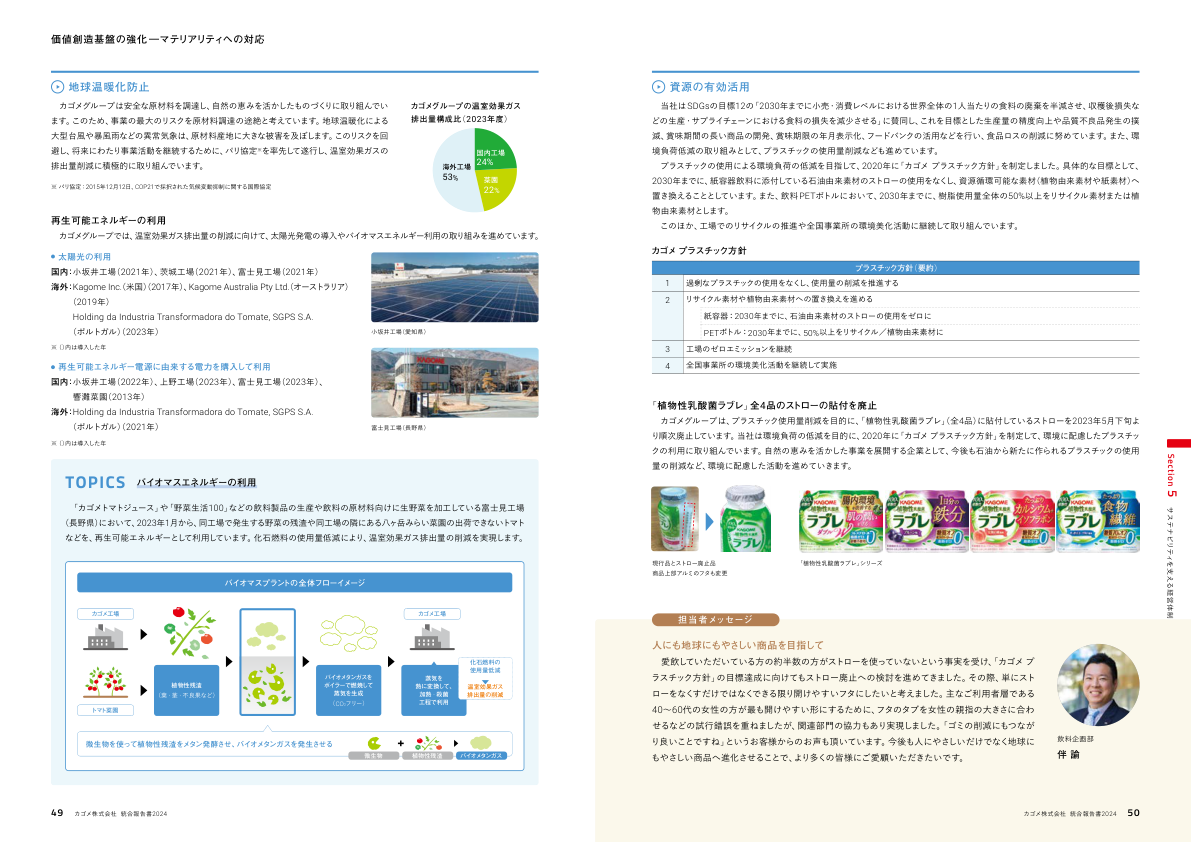 価値創造基盤の強化―マテリアリティへの対応
地球温暖化防止
カゴメグループは安全な原材料を調達し、自然の恵みを活かしたものづくりに取り組んでい
ます。このため、事業の最大のリスクを原材料調達の途絶と考えています。地球温暖化による
大型台風や暴風雨などの異常気象は、原材料産地に大きな被害を及ぼします。このリスクを回
避し、将来にわたり事業活動を継続するために、パリ協定※を率先して遂行し、温室効果ガスの
排出量削減に積極的に取り組んでいます。
※ パリ協定：2015年12月12日、COP21で採択された気候変動抑制に関する国際協定
カゴメグループの温室効果ガス
排出量構成比（2023年度）
国内工場
24%
海外工場
53%
菜園
22%
再生可能エネルギーの利用
カゴメグループでは、温室効果ガス排出量の削減に向けて、太陽光発電の導入やバイオマスエネルギー利用の取り組みを進めています。
● 太陽光の利用
国内：小坂井工場（2021年）、茨城工場（2021年）、富士見工場（2021年）
海外：Kagome Inc.（米国）（2017年）、Kagome Australia Pty Ltd.（オーストラリア）
（2019年）
Holding da Industria Transformadora do Tomate, SGPS S.A.
（ポルトガル）（2023年）
※（）内は導入した年
小坂井工場（愛知県）
● 再生可能エネルギー電源に由来する電力を購入して利用
国内：小坂井工場（2022年）、上野工場（2023年）、富士見工場（2023年）、
響灘菜園（2013年）
海外：Holding da Industria Transformadora do Tomate, SGPS S.A.
（ポルトガル）（2021年）
※（）内は導入した年
KAGOME
富士見工場（長野県）
TOPICS バイオマスエネルギーの利用
「カゴメトマトジュース」や「野菜生活100」などの飲料製品の生産や飲料の原材料向けに生野菜を加工している富士見工場
（長野県）において、2023年1月から、同工場で発生する野菜の残渣や同工場の隣にある八ヶ岳みらい菜園の出荷できないトマト
などを、再生可能エネルギーとして利用しています。化石燃料の使用量低減により、温室効果ガス排出量の削減を実現します。
バイオマスプラントの全体フローイメージ
カゴメ工場
カゴメ工場
トマト菜園
植物性残渣
（葉・茎・不良果など）
バイオメタンガスを
ボイラーで燃焼して
蒸気を生成
（CO₂フリー）
蒸気を
熱に変換して、
加熱・殺菌
工程で利用
化石燃料の
使用量低減
温室効果ガス
排出量の削減
微生物を使って植物性残渣をメタン発酵させ、バイオメタンガスを発生させる
微生物
植物性残渣
バイオメタンガス
49 カゴメ株式会社 統合報告書2024
資源の有効活用
当社はSDGsの目標12の「2030年までに小売・消費レベルにおける世界全体の1人当たりの食料の廃棄を半減させ、収穫後損失な
どの生産・サプライチェーンにおける食料の損失を減少させる」に賛同し、これを目標とした生産量の精度向上や品質不良品発生の撲
滅、賞味期間の長い商品の開発、賞味期限の年月表示化、フードバンクの活用などを行い、食品ロスの削減に努めています。また、環
境負荷低減の取り組みとして、プラスチックの使用量削減なども進めています。
プラスチックの使用による環境負荷の低減を目指して、2020年に「カゴメ プラスチック方針」を制定しました。具体的な目標として、
2030年までに、紙容器飲料に添付している石油由来素材のストローの使用をなくし、資源循環可能な素材（植物由来素材や紙素材）へ
置き換えることとしています。また、飲料PETボトルにおいて、2030年までに、樹脂使用量全体の50%以上をリサイクル素材または植
物由来素材とします。
このほか、工場でのリサイクルの推進や全国事業所の環境美化活動に継続して取り組んでいます。
カゴメ プラスチック方針
プラスチック方針（要約）
1 過剰なプラスチックの使用をなくし、使用量の削減を推進する
2 リサイクル素材や植物由来素材への置き換えを進める
紙容器：2030年までに、石油由来素材のストローの使用をゼロに
PETボトル：2030年までに、50%以上をリサイクル／植物由来素材に
3 工場のゼロエミッションを継続
4 全国事業所の環境美化活動を継続して実施
「植物性乳酸菌ラブレ」全4品のストローの貼付を廃止
カゴメグループは、プラスチック使用量削減を目的に、「植物性乳酸菌ラブレ」（全4品）に貼付しているストローを2023年5月下旬よ
り順次廃止しています。当社は環境負荷の低減を目的に、2020年に「カゴメ プラスチック方針」を制定して、環境に配慮したプラスチッ
クの利用に取り組んでいます。自然の恵みを活かした事業を展開する企業として、今後も石油から新たに作られるプラスチックの使用
量の削減など、環境に配慮した活動を進めていきます。
現行品とストロー廃止品
商品上部アルミのフタも変更
「植物性乳酸菌ラブレ」シリーズ
担当者メッセージ
人にも地球にもやさしい商品を目指して
愛飲していただいている方の約半数の方がストローを使っていないという事実を受け、「カゴメ プ
ラスチック方針」の目標達成に向けてもストロー廃止への検討を進めてきました。その際、単にスト
ローをなくすだけではなくできる限り開けやすいフタにしたいと考えました。主なご利用者層である
40〜60代の女性の方が最も開けやすい形にするために、フタのタブを女性の親指の大きさに合わ
せるなどの試行錯誤を重ねましたが、関連部門の協力もあり実現しました。「ゴミの削減にもつなが
り良いことですね」というお客様からのお声も頂いています。今後も人にやさしいだけでなく地球に
もやさしい商品へ進化させることで、より多くの皆様にご愛顧いただきたいです。
飲料企画部
伴 諭
Section 5
サステナビリティを支える経営体制
カゴメ株式会社 統合報告書2024 50